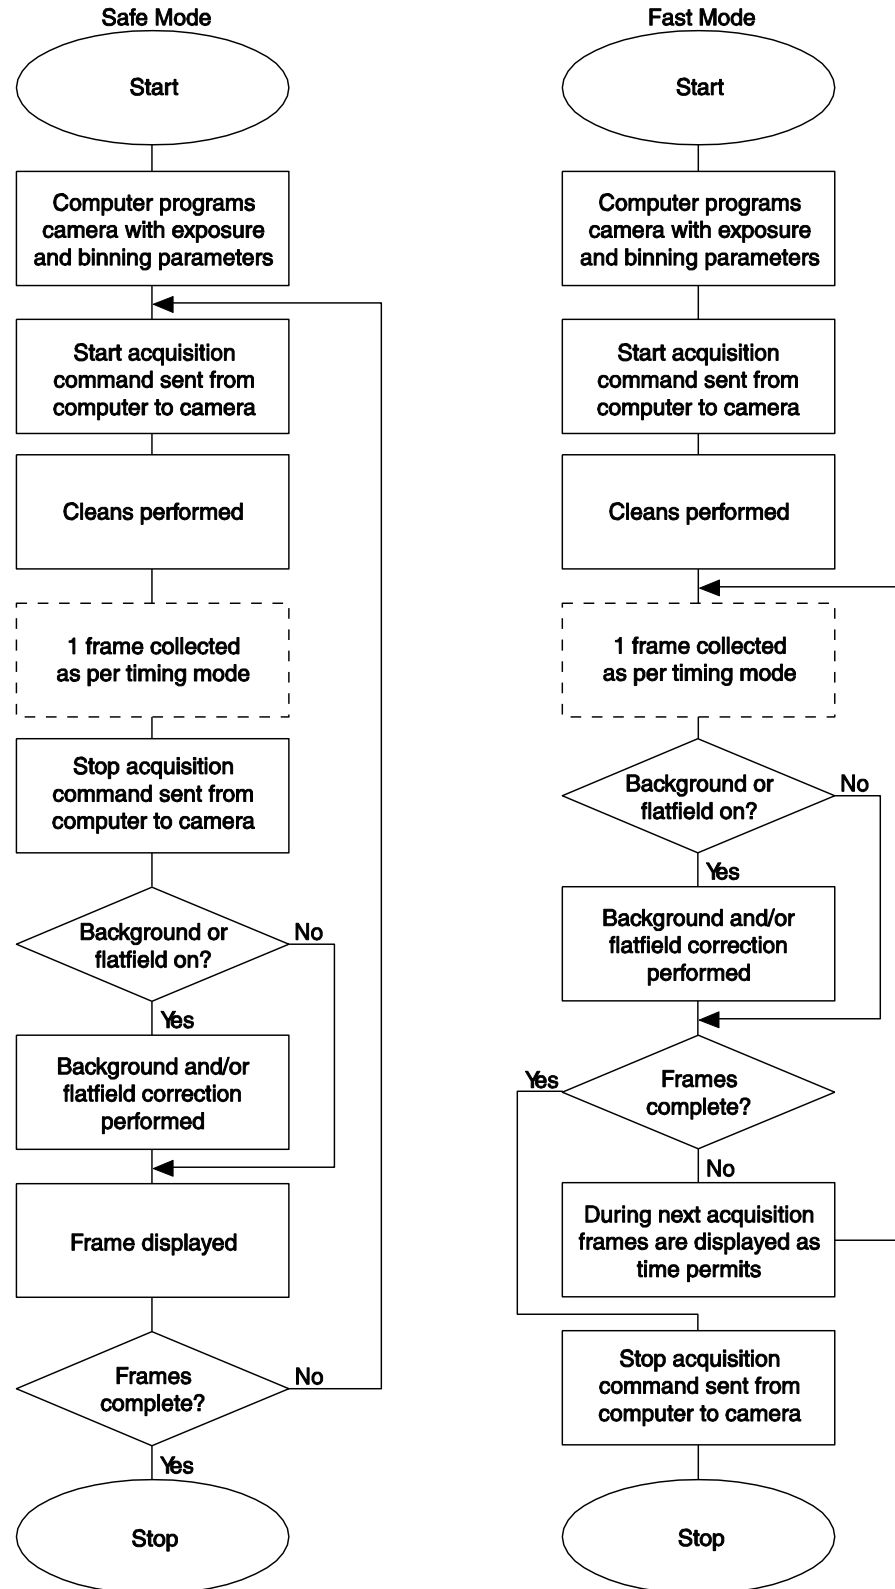 Safe Mode
Start
Computer programs
camera with exposure
and binning parameters
Start acquisition
command sent from
computer to camera
Cleans performed
1 frame collected
as per timing mode
Stop acquisition
command sent from
computer to camera
Background or
flatfield on?
No
Yes
Background and/or
flatfield correction
performed
Frame displayed
Frames
complete?
No
Yes
Stop
Fast Mode
Start
Computer programs
camera with exposure
and binning parameters
Start acquisition
command sent from
computer to camera
Cleans performed
1 frame collected
as per timing mode
Background or
flatfield on?
No
Yes
Background and/or
flatfield correction
performed
Frames
complete?
Yes
No
During next acquisition
frames are displayed as
time permits
Stop acquisition
command sent from
computer to camera
Stop